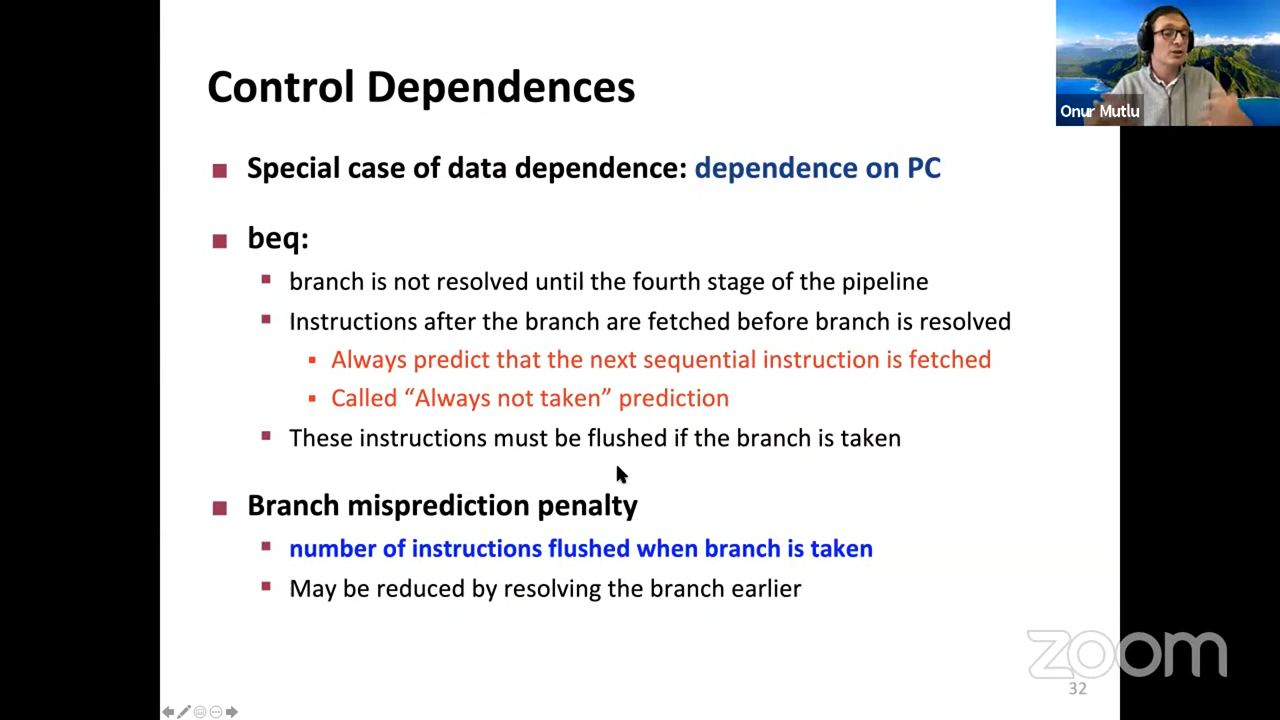 Control Dependences
Onur Mutlu
Special case of data dependence: dependence on PC
beq:
branch is not resolved until the fourth stage of the pipeline
Instructions after the branch are fetched before branch is resolved
Always predict that the next sequential instruction is fetched
Called “Always not taken” prediction
These instructions must be flushed if the branch is taken
Branch misprediction penalty
number of instructions flushed when branch is taken
May be reduced by resolving the branch earlier
zoom
32